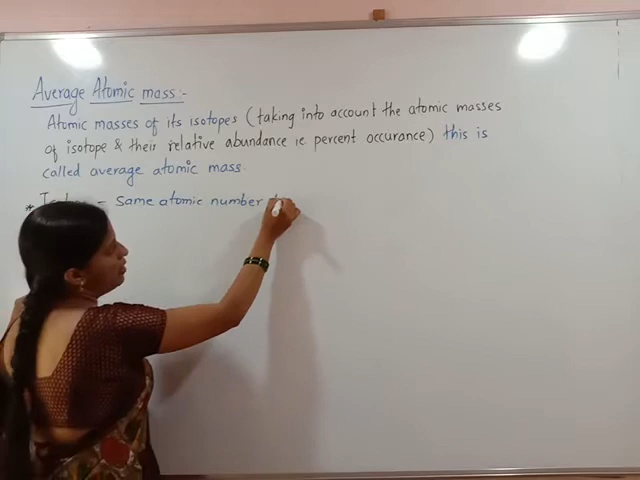 Average Atomic mass:-
Atomic masses of its isotopes (taking into account the atomic masses
of isotope & their relative abundance ie percent occurance) this is
called average atomic mass.
* - same atomic number